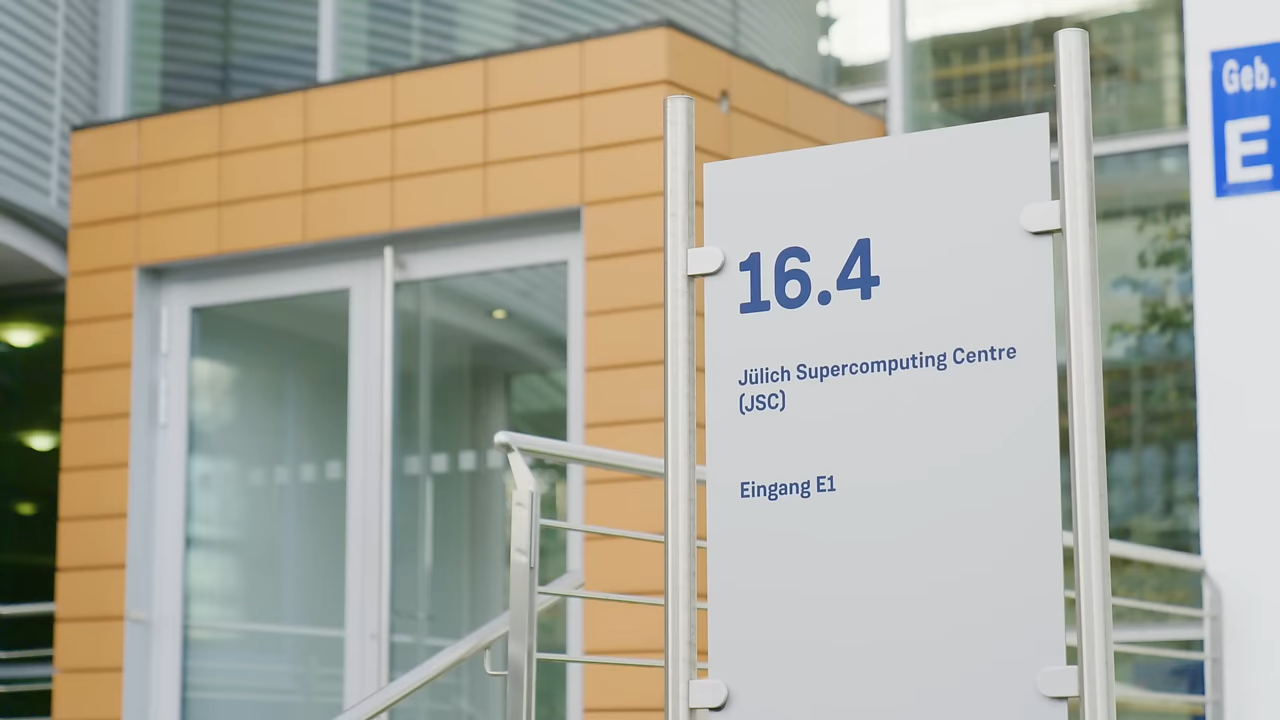 16.4
Jülich Supercomputing Centre
(JSC)
Eingang E1
Geb.
E